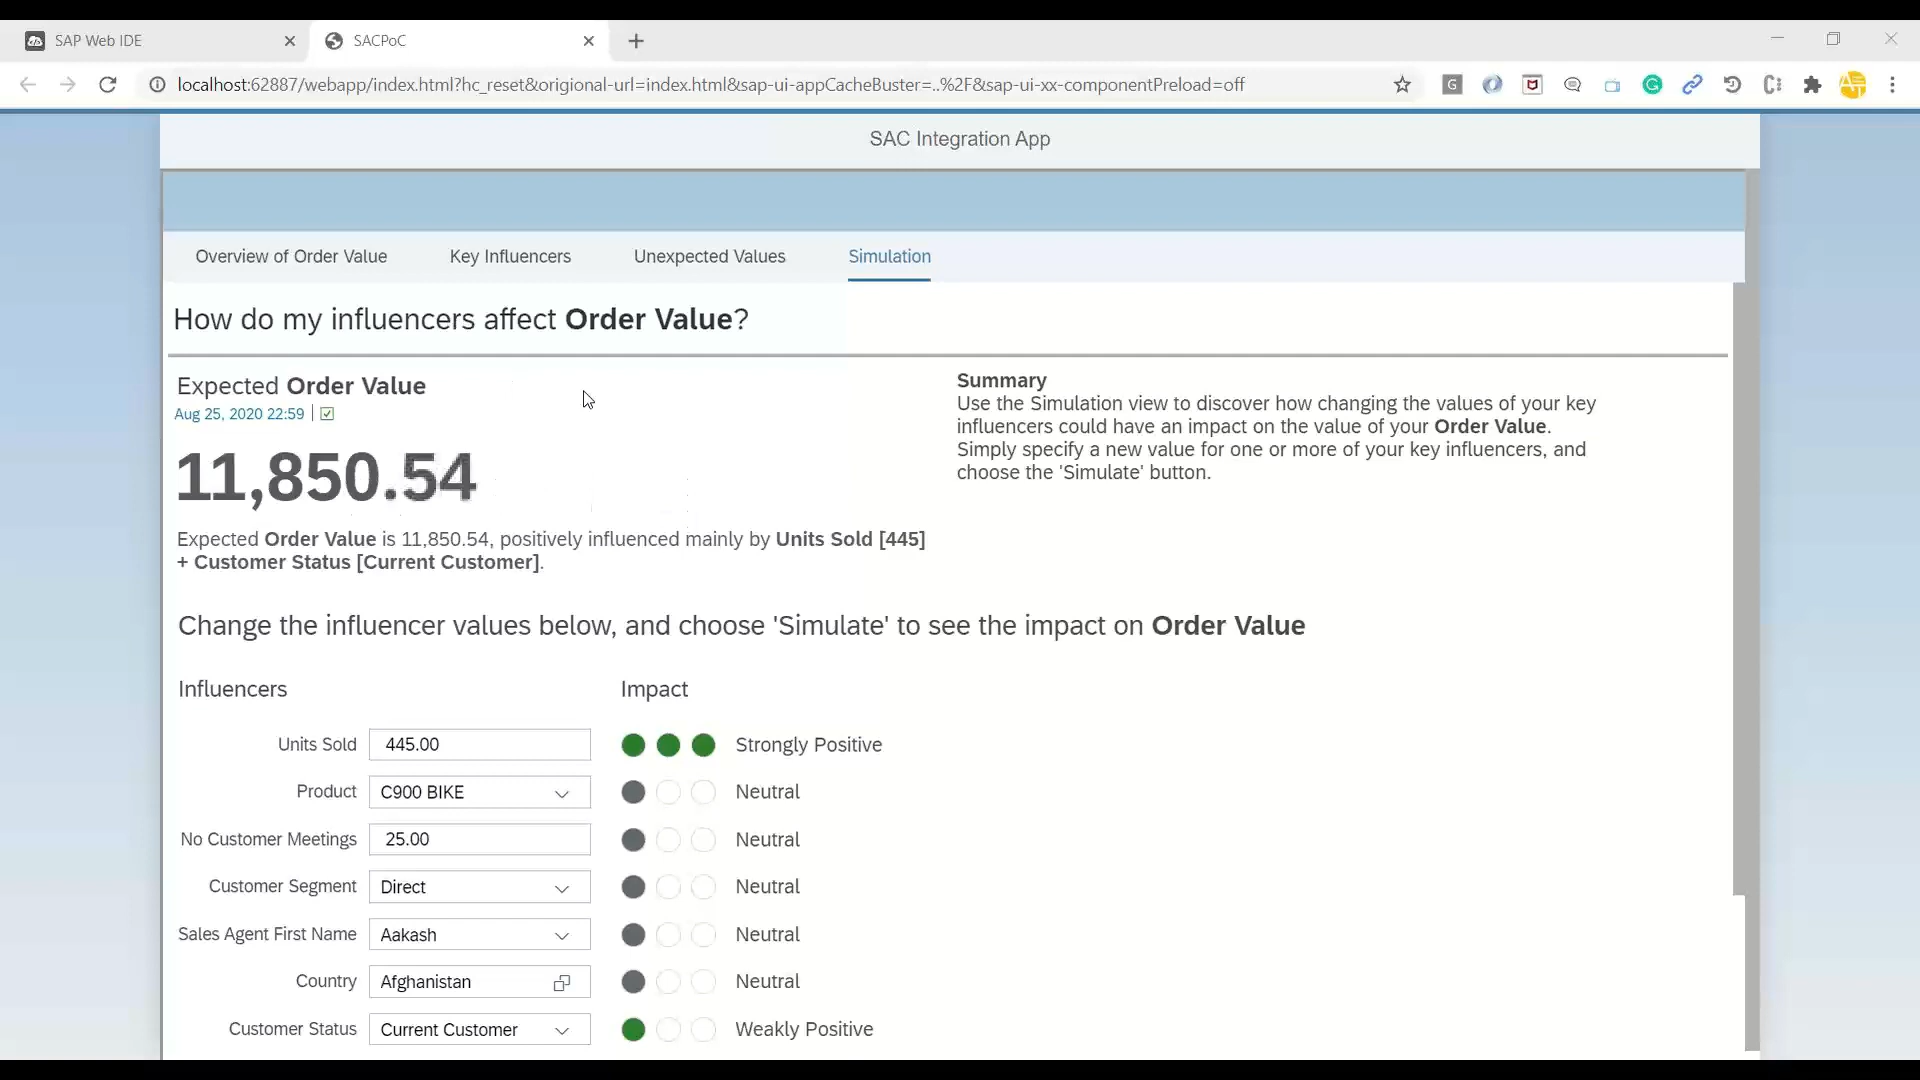 SAP Web IDE
SACPoC
localhost:62887/webapp/index.html?hc_reset&origional-url=index.html&sap-ui-appCacheBuster=..%2F&sap-ui-xx-componentPreload=off
SAC Integration App
Overview of Order Value
Key Influencers
Unexpected Values
Simulation
How do my influencers affect Order Value?
Expected Order Value
Aug 25, 2020 22:59
11,850.54
Expected Order Value is 11,850.54, positively influenced mainly by Units Sold [445]
+ Customer Status [Current Customer].
Summary
Use the Simulation view to discover how changing the values of your key
influencers could have an impact on the value of your Order Value.
Simply specify a new value for one or more of your key influencers, and
choose the 'Simulate' button.
Change the influencer values below, and choose 'Simulate' to see the impact on Order Value
Influencers Impact
Units Sold 445.00 Strongly Positive
Product C900 BIKE Neutral
No Customer Meetings 25.00 Neutral
Customer Segment Direct Neutral
Sales Agent First Name Aakash Neutral
Country Afghanistan Neutral
Customer Status Current Customer Weakly Positive